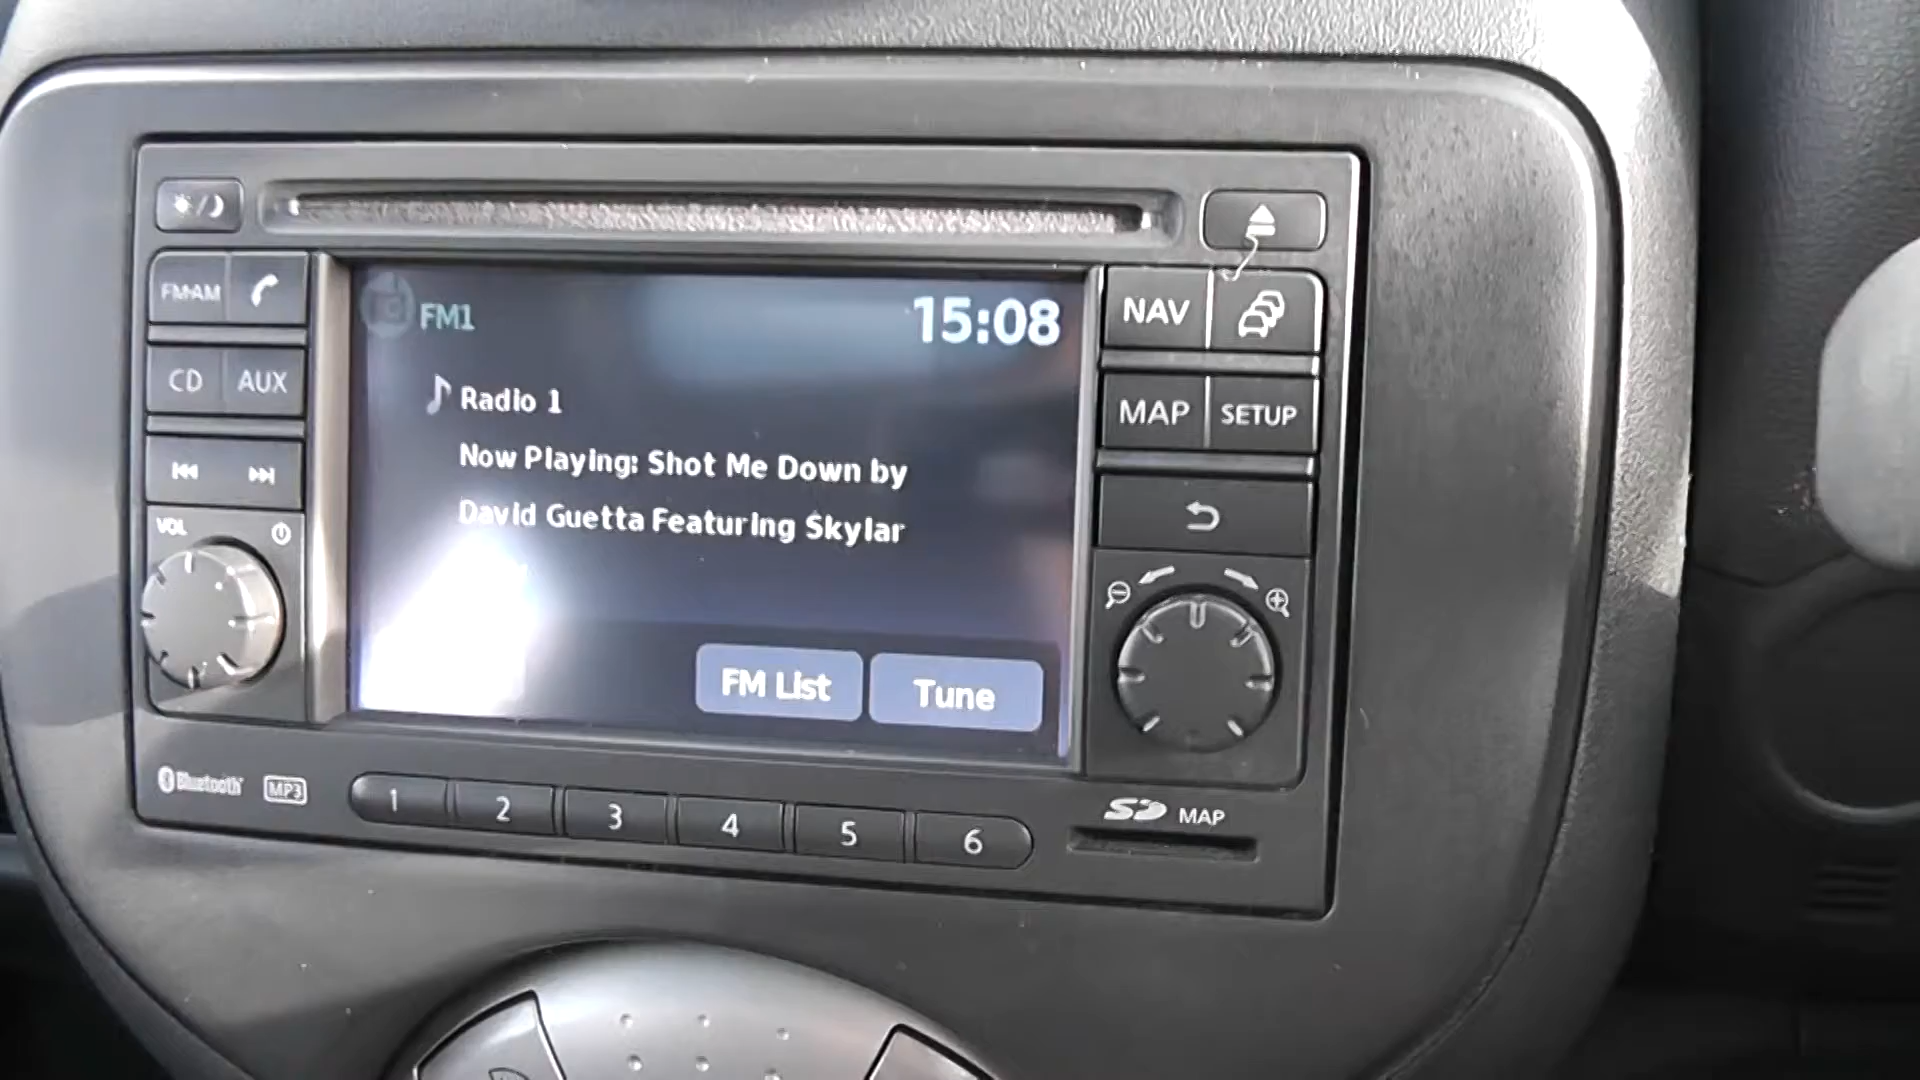 FM·AM
CD AUX
VOL
FM1
15:08
Radio 1
Now Playing: Shot Me Down by
David Guetta Featuring Skylar
FM List
Tune
NAV
MAP SETUP
Bluetooth
MP3
1 2 3 4 5 6
SD MAP